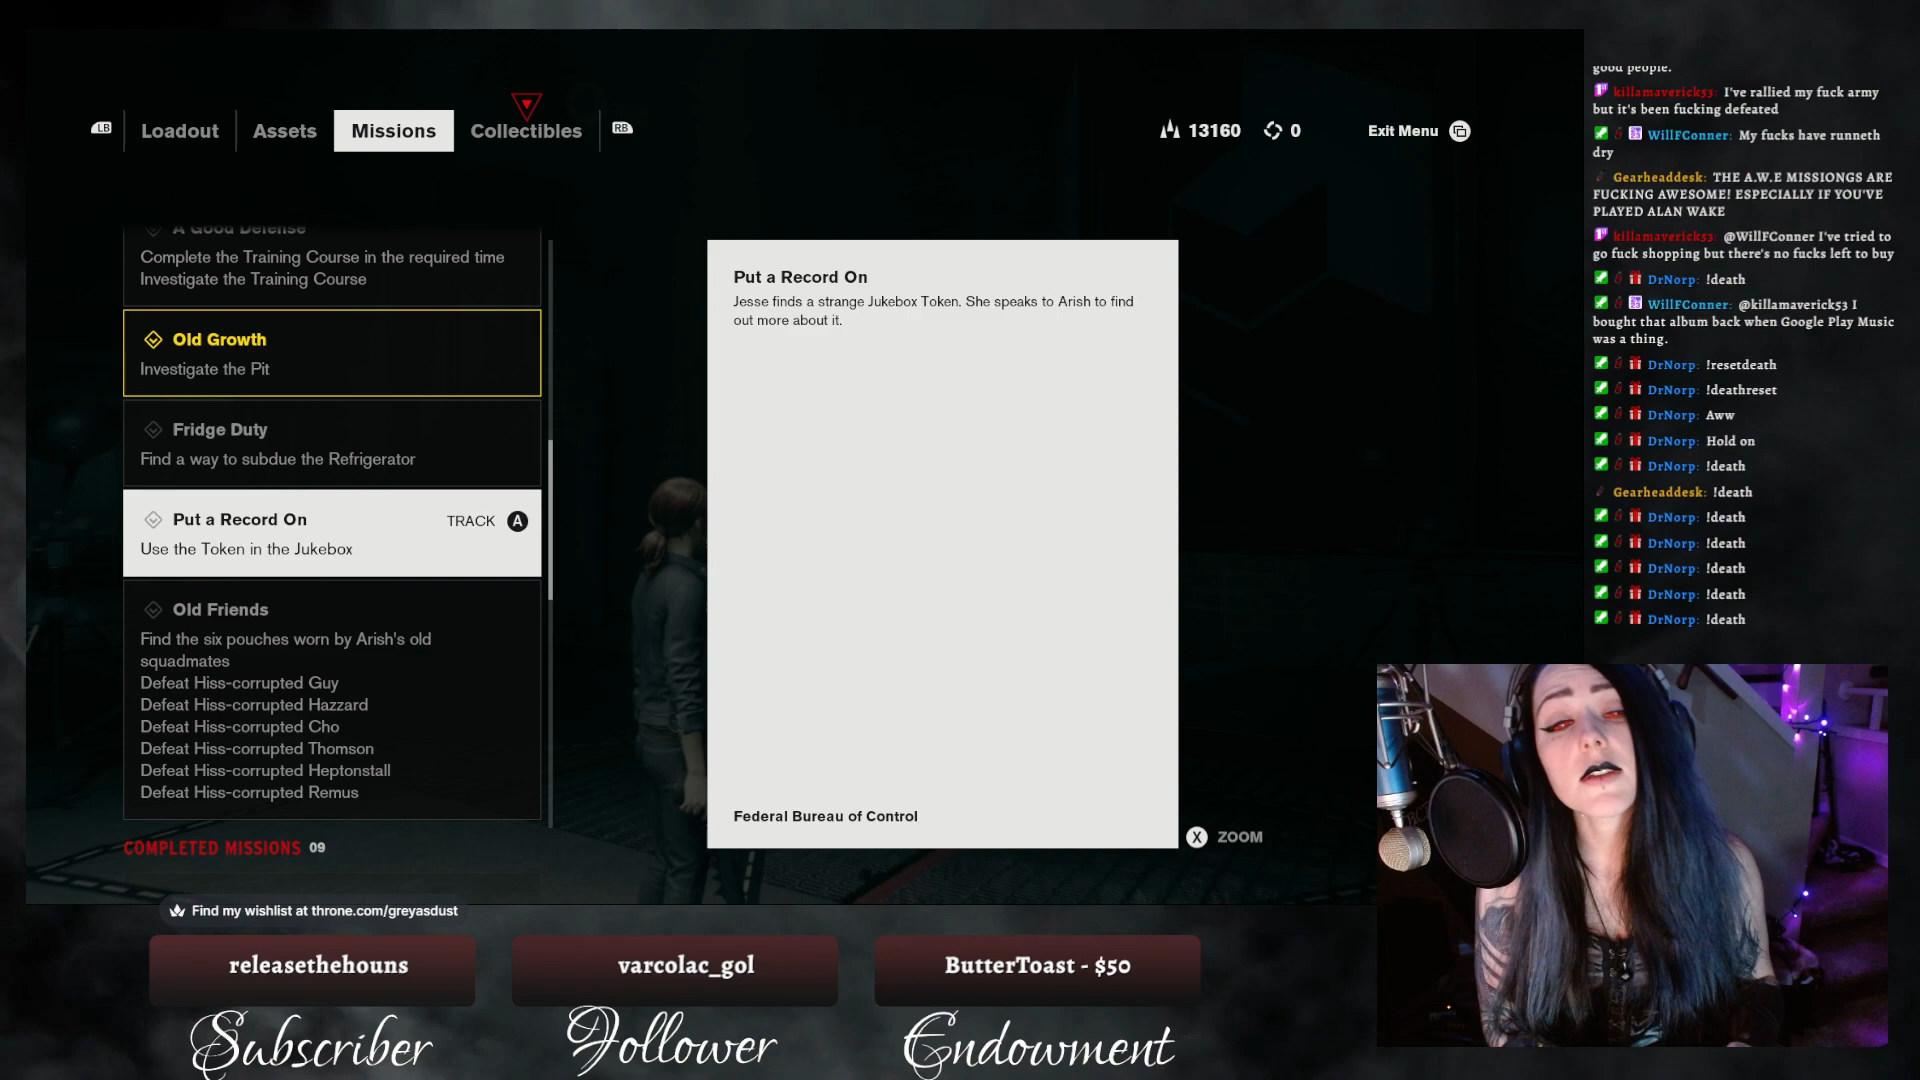 LB
Loadout
Assets
Missions
Collectibles
RB
13160
0
Exit Menu
A Good Defense
Complete the Training Course in the required time
Investigate the Training Course
Old Growth
Investigate the Pit
Fridge Duty
Find a way to subdue the Refrigerator
Put a Record On
TRACK A
Use the Token in the Jukebox
Old Friends
Find the six pouches worn by Arish's old
squadmates
Defeat Hiss-corrupted Guy
Defeat Hiss-corrupted Hazzard
Defeat Hiss-corrupted Cho
Defeat Hiss-corrupted Thomson
Defeat Hiss-corrupted Heptonstall
Defeat Hiss-corrupted Remus
COMPLETED MISSIONS 09
Put a Record On
Jesse finds a strange Jukebox Token. She speaks to Arish to find
out more about it.
Federal Bureau of Control
X ZOOM
good people.
killamaverick53: I've rallied my fuck army
but it's been fucking defeated
WillFConner: My fucks have runneth
dry
Gearheaddesk: THE A.W.E MISSIONGS ARE
FUCKING AWESOME! ESPECIALLY IF YOU'VE
PLAYED ALAN WAKE
killamaverick53: @WillFConner I've tried to
go fuck shopping but there's no fucks left to buy
DrNorp: !death
WillFConner: @killamaverick53 I
bought that album back when Google Play Music
was a thing.
DrNorp: !resetdeath
DrNorp: !deathreset
DrNorp: Aww
DrNorp: Hold on
DrNorp: !death
Gearheaddesk: !death
DrNorp: !death
DrNorp: !death
DrNorp: !death
DrNorp: !death
DrNorp: !death
Find my wishlist at throne.com/greyasdust
releasethehouns
Subscriber
varcolac_gol
Follower
ButterToast - $50
Endowment